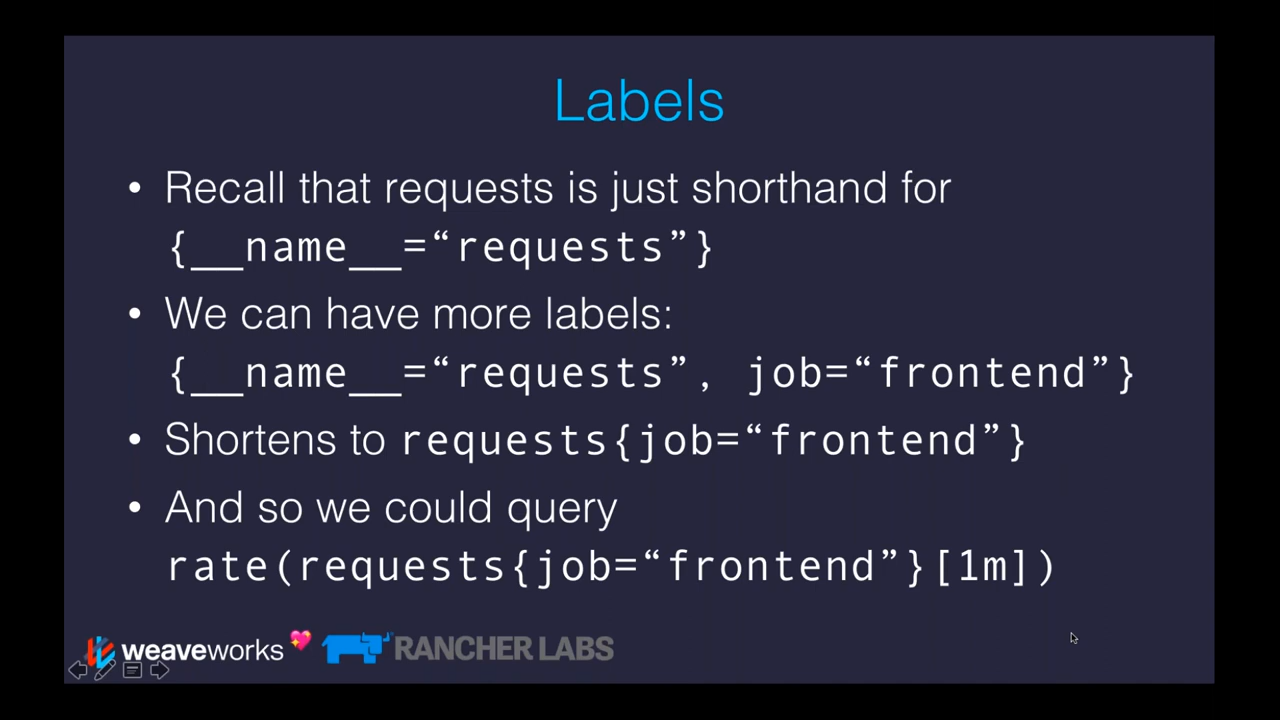 Labels
• Recall that requests is just shorthand for
{__name__=“requests”}
• We can have more labels:
{__name__=“requests”, job=“frontend”}
• Shortens to requests{job=“frontend”}
• And so we could query
rate(requests{job=“frontend”}[1m])
weaveworks RANCHER LABS